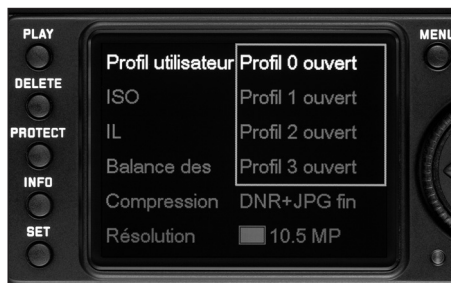 PLAY
MENU
Profil utilisateur Profil 0 ouvert
DELETE
ISO Profil 1 ouvert
PROTECT
IL Profil 2 ouvert
Balance des Profil 3 ouvert
INFO
Compression DNR+JPG fin
SET
Résolution 10.5 MP